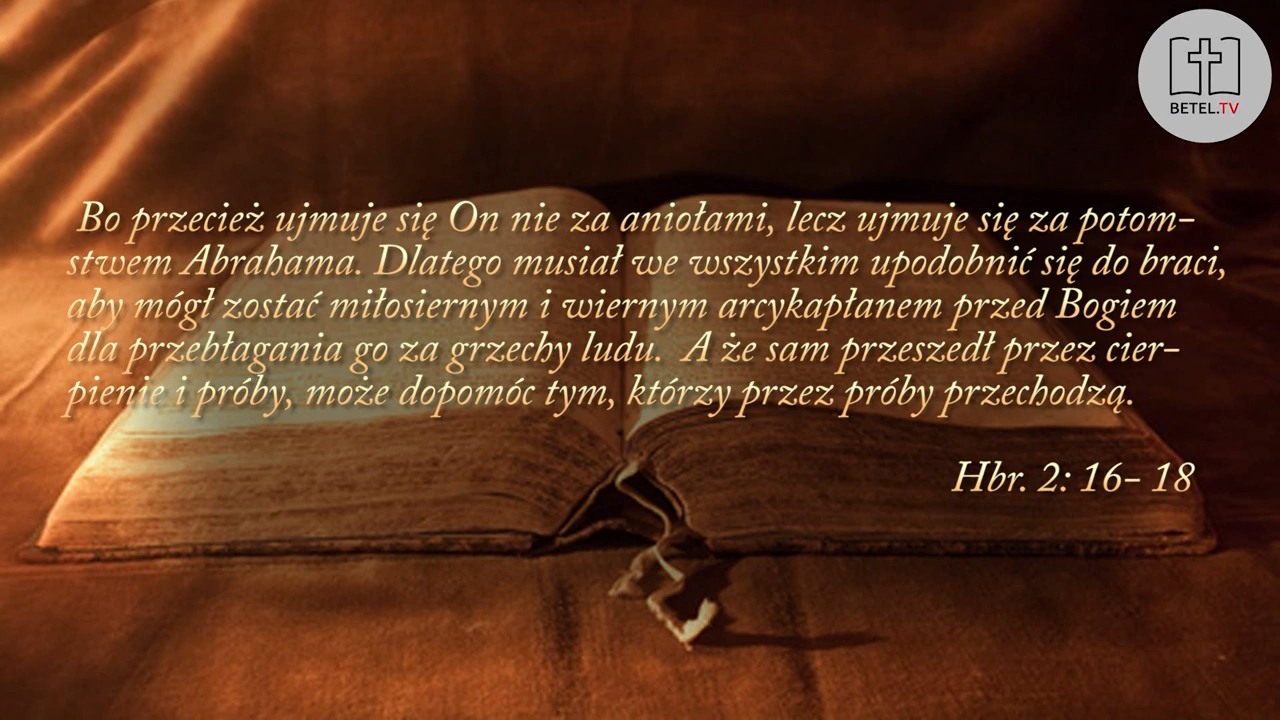 BETEL.TV
Bo przecież ujmuje się On nie za aniołami, lecz ujmuje się za potom-
stwem Abrahama. Dlatego musiał we wszystkim upodobnić się do braci,
aby mógł zostać miłosiernym i wiernym arcykapłanem przed Bogiem
dla przebłagania go za grzechy ludu. A że sam przeszedł przez cier-
pienie i próby, może dopomóc tym, którzy przez próby przechodzą.
Hbr. 2: 16- 18